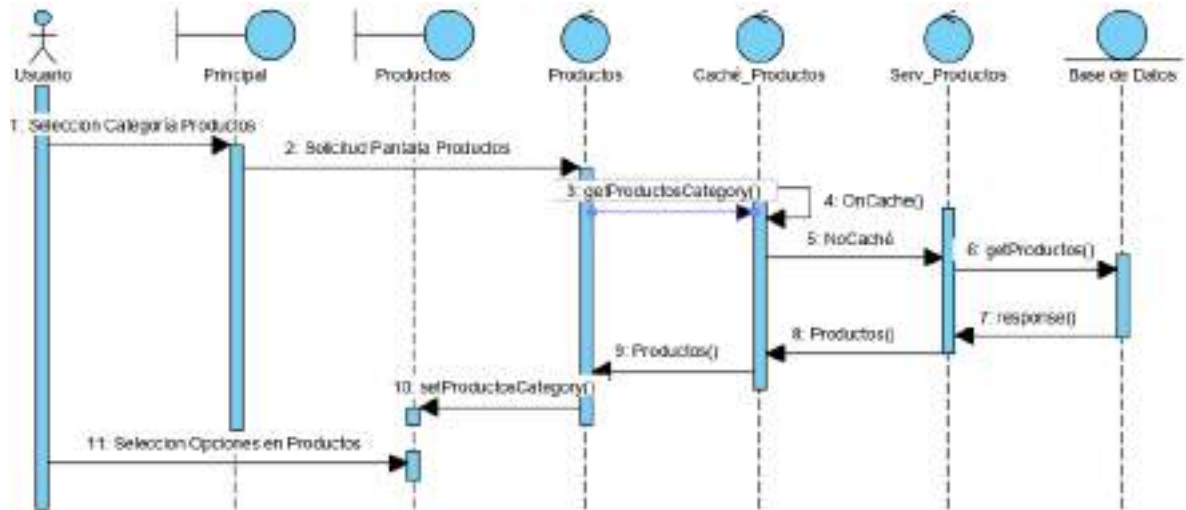 Usuario
Principal
Productos
Productos
Caché_Productos
Serv_Productos
Base de Datos
1: Seleccion Categoría Productos
2: Solicitud Pantalla Productos
3: getProductosCategory()
4: OnCache()
5: NoCaché
6: getProductos()
7: response()
8: Productos()
9: Productos()
10: setProductosCategory()
11: Seleccion Opciones en Productos